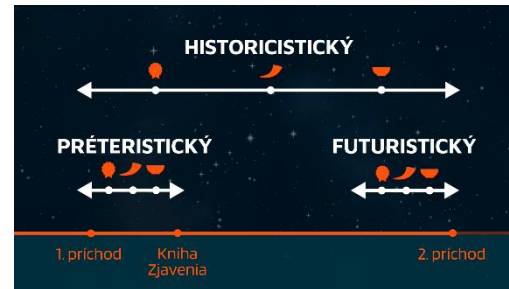 HISTORICISTICKÝ
PRÉTERISTICKÝ
FUTURISTICKÝ
1. príchod
Kniha
Zjavenia
2. príchod